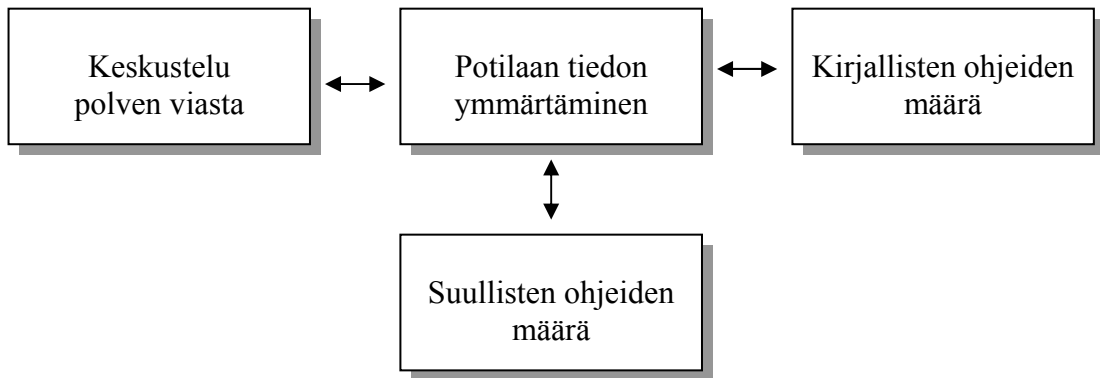 Keskustelu
polven viasta
Potilaan tiedon
ymmärtäminen
Kirjallisten ohjeiden
määrä
Suullisten ohjeiden
määrä